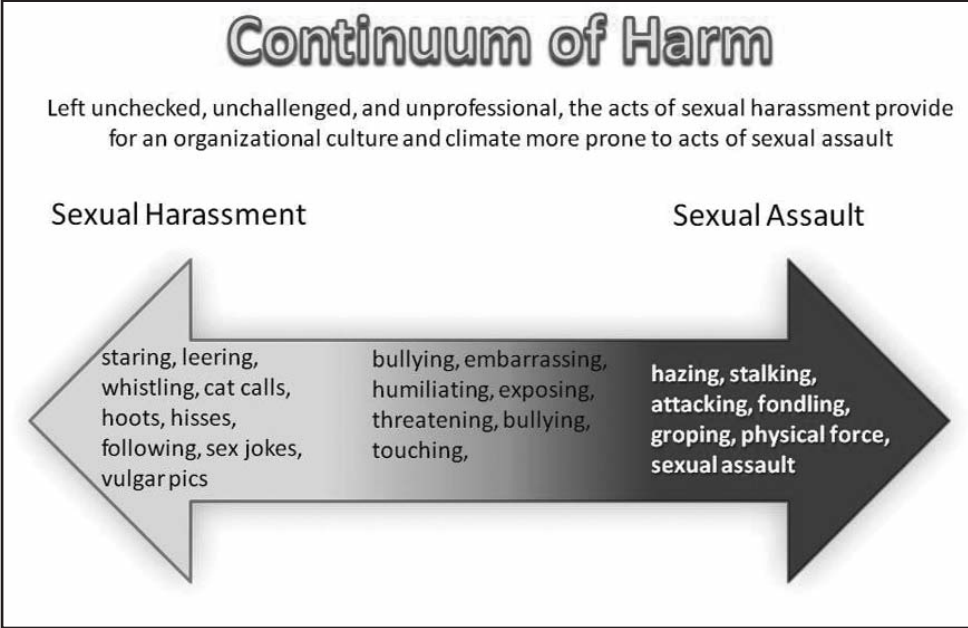 Continuum of Harm
Left unchecked, unchallenged, and unprofessional, the acts of sexual harassment provide
for an organizational culture and climate more prone to acts of sexual assault
Sexual Harassment
Sexual Assault
staring, leering,
whistling, cat calls,
hoots, hisses,
following, sex jokes,
vulgar pics
bullying, embarrassing,
humiliating, exposing,
threatening, bullying,
touching,
hazing, stalking,
attacking, fondling,
groping, physical force,
sexual assault